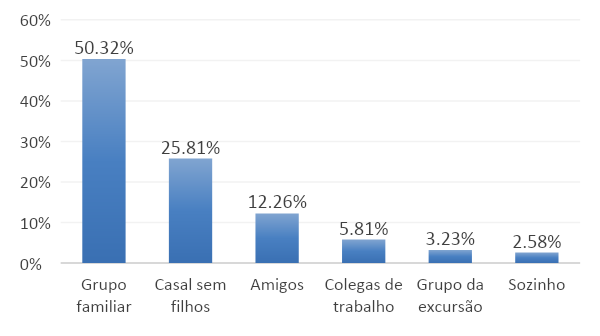 60%
50%
40%
30%
20%
10%
0%
50.32%
25.81%
12.26%
5.81%
3.23%
2.58%
Grupo
familiar
Casal sem
filhos
Amigos
Colegas de
trabalho
Grupo da
excursão
Sozinho